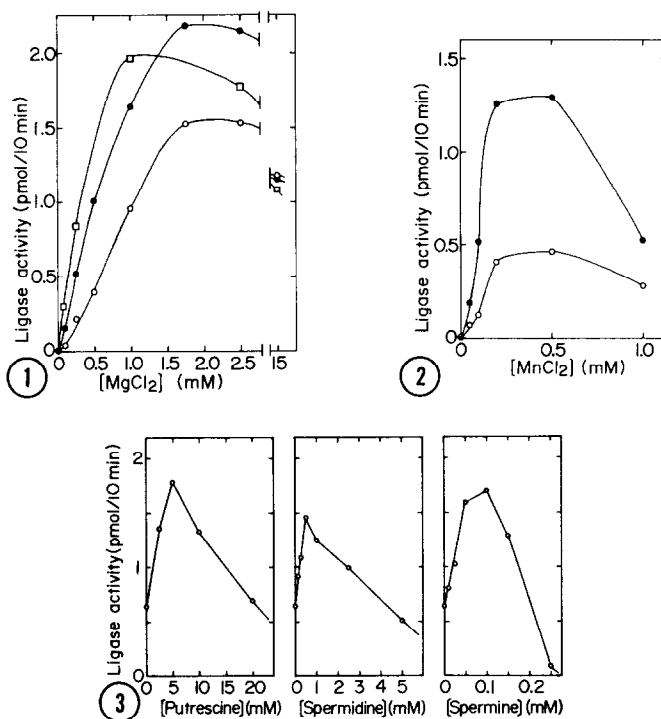 Ligase activity (pmol/10 min)
2.0
1.5
1.0
0.5
0
0 0.5 1.0 1.5 2.0 2.5 15
[MgCl2] (mM)
1
Ligase activity (pmol/10 min)
1.5
1.0
0.5
0
0 0.5 1.0
[MnCl2] (mM)
2
Ligase activity (pmol/10 min)
2
1
0
0 5 10 15 20
[Putrescine] (mM)
0 1 2 3 4 5
[Spermidine] (mM)
0 0.1 0.2
[Spermine] (mM)
3